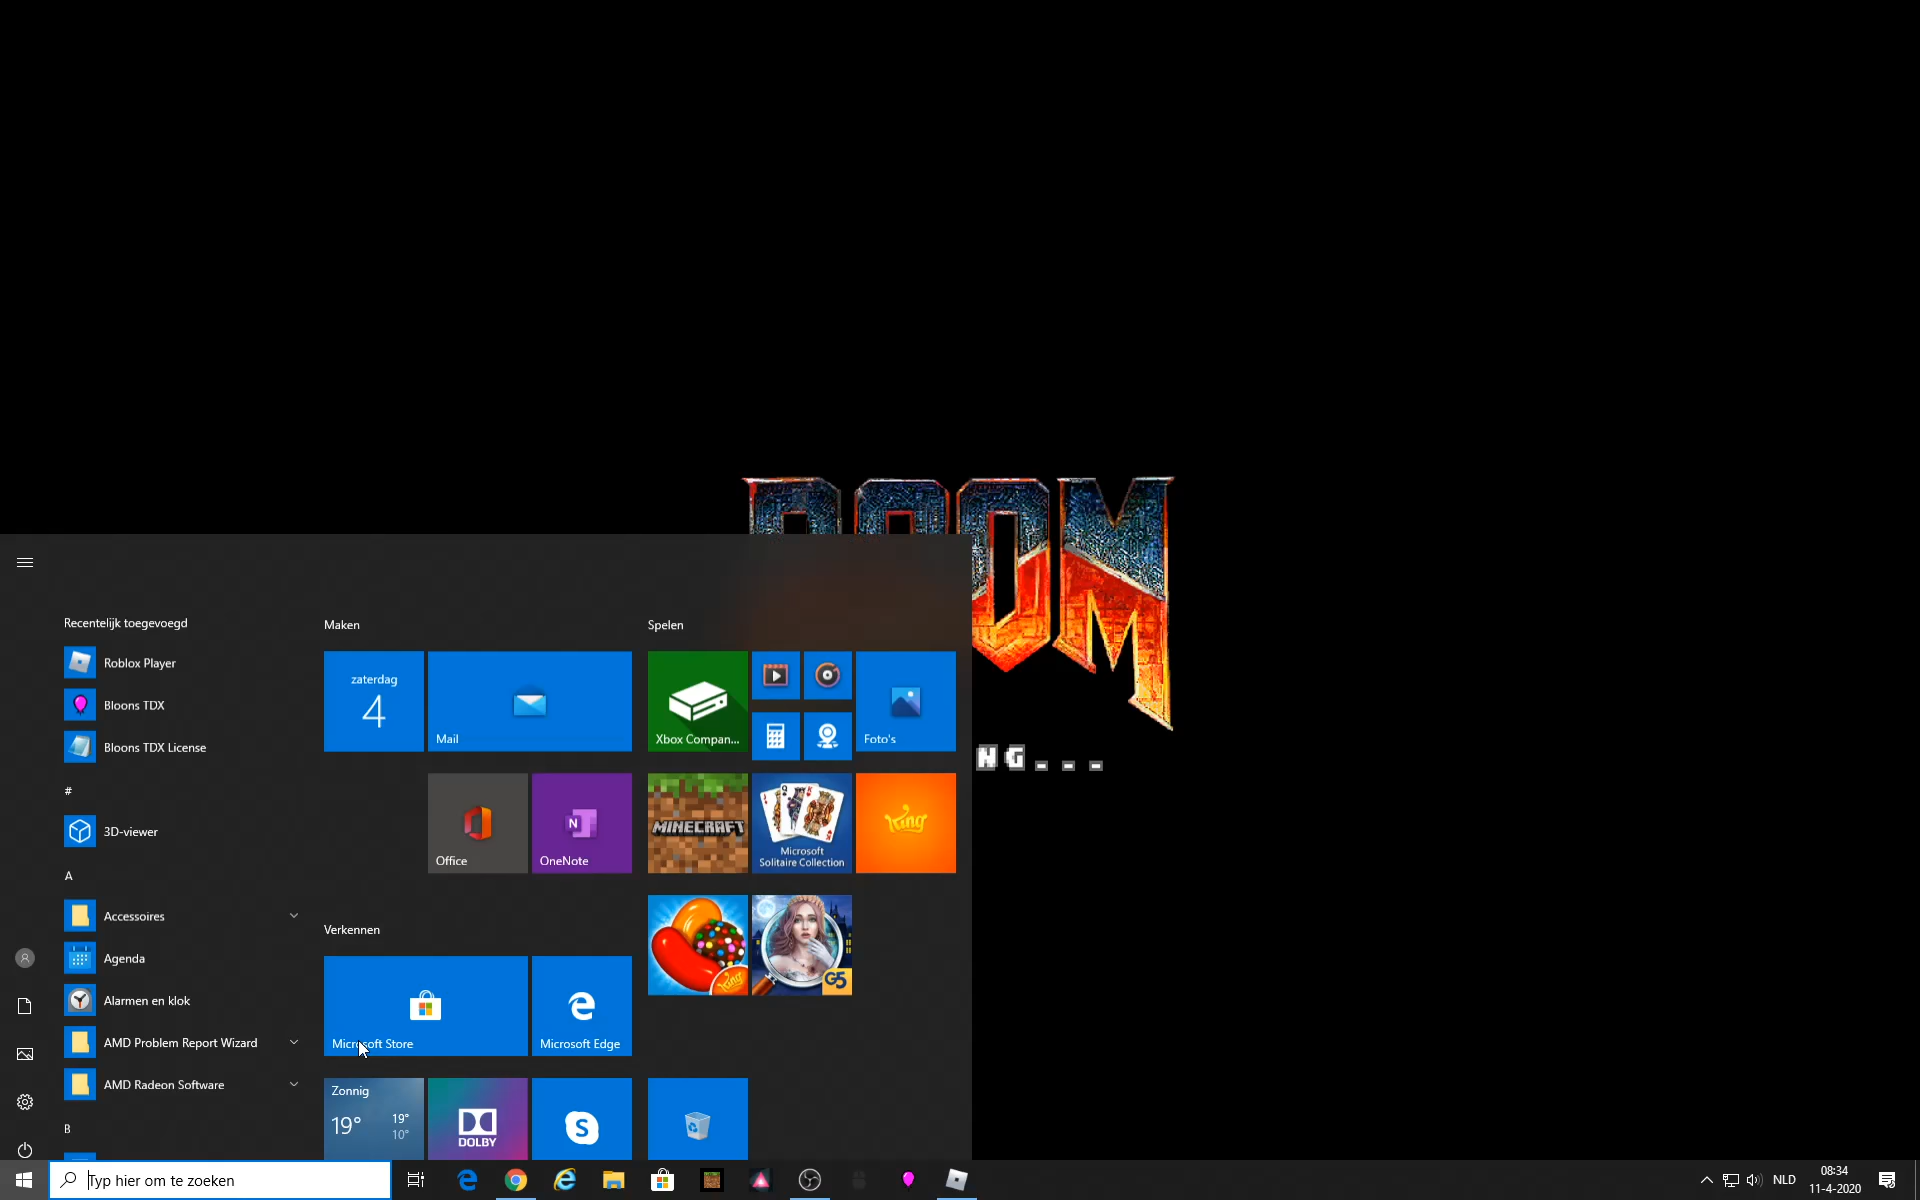 DOOM
NG...
Recentelijk toegevoegd
Roblox Player
Bloons TDX
Bloons TDX License
#
3D-viewer
A
Accessoires
Agenda
Alarmen en klok
AMD Problem Report Wizard
AMD Radeon Software
B
Maken
zaterdag
4
Mail
Office
N
OneNote
Verkennen
Microsoft Store
Microsoft Edge
Zonnig
19°
19°
10°
DOLBY
S
Spelen
Xbox Compan...
Foto's
MINECRAFT
Microsoft
Solitaire Collection
King
King
G5
Typ hier om te zoeken
NLD
08:34
11-4-2020